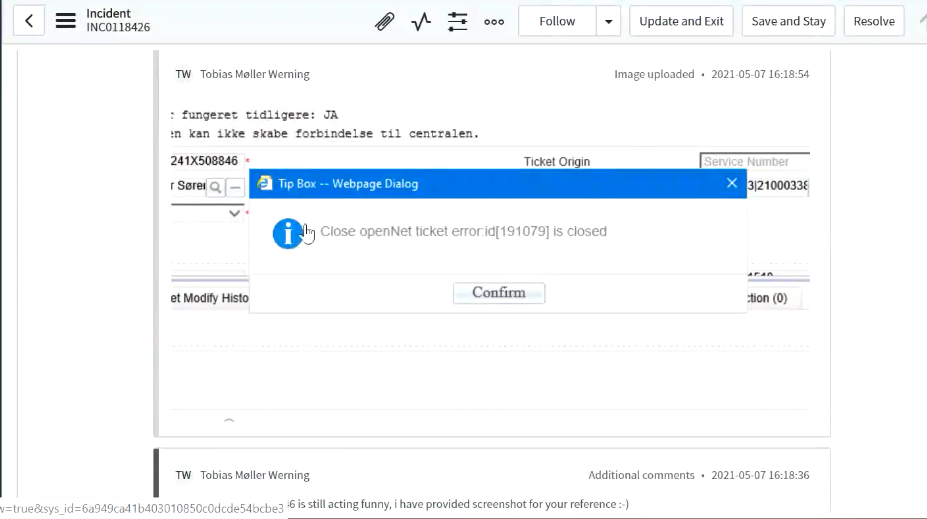 Incident
INC0118426
Follow
Update and Exit
Save and Stay
Resolve
TW Tobias Møller Werning
Image uploaded • 2021-05-07 16:18:54
fungeret tidligere: JA
en kan ikke skabe forbindelse til centralen.
241X508846 *
Ticket Origin
Service Number
r Søre
3|21000338
Tip Box -- Webpage Dialog
Close openNet ticket error:id[191079] is closed
Confirm
et Modify Histo
ction (0)
TW Tobias Møller Werning
Additional comments • 2021-05-07 16:18:36
i6 is still acting funny, i have provided screenshot for your reference :-)
w=true&sys_id=6a949ca41b403010850c0dcde54bcbe3